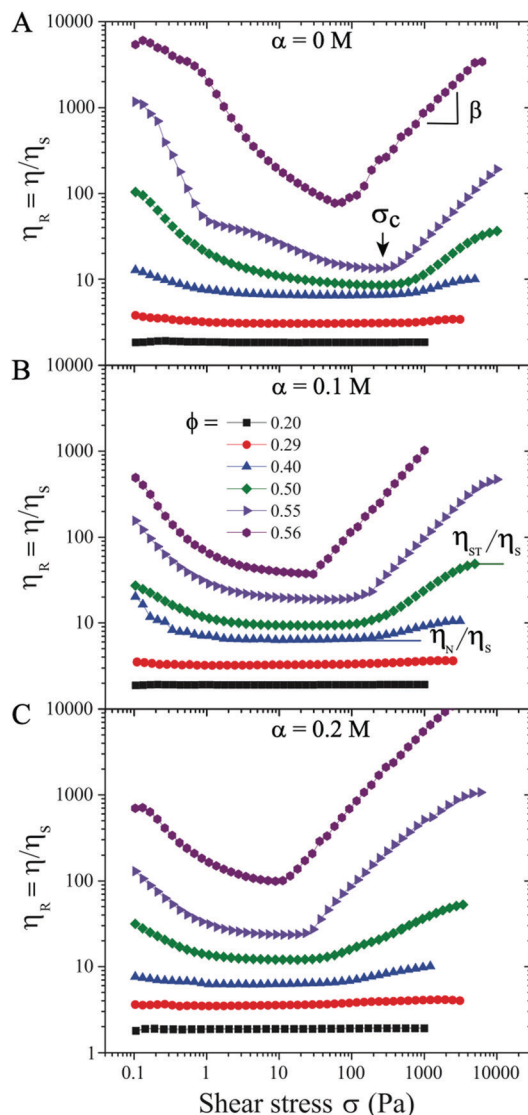 A
α = 0 M
10000
1000
100
10
η_R = η/η_S
β
σ_C
B
α = 0.1 M
10000
1000
100
10
η_R = η/η_S
ϕ =
0.20
0.29
0.40
0.50
0.55
0.56
η_ST/η_S
η_N/η_S
C
α = 0.2 M
10000
1000
100
10
1
η_R = η/η_S
0.1 1 10 100 1000 10000
Shear stress σ (Pa)